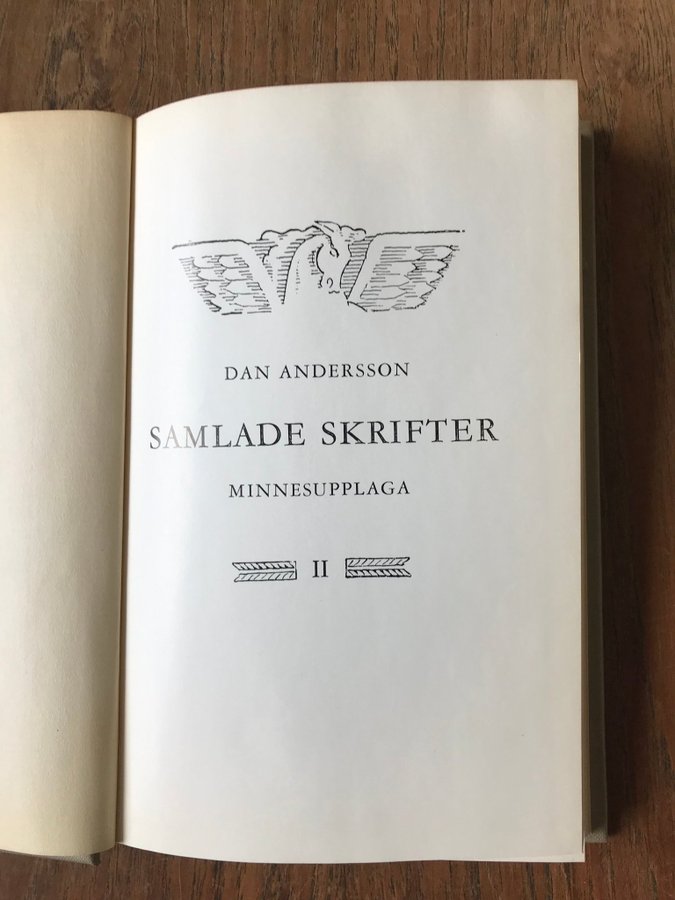 DAN ANDERSSON
SAMLADE SKRIFTER
MINNESUPPLAGA
II